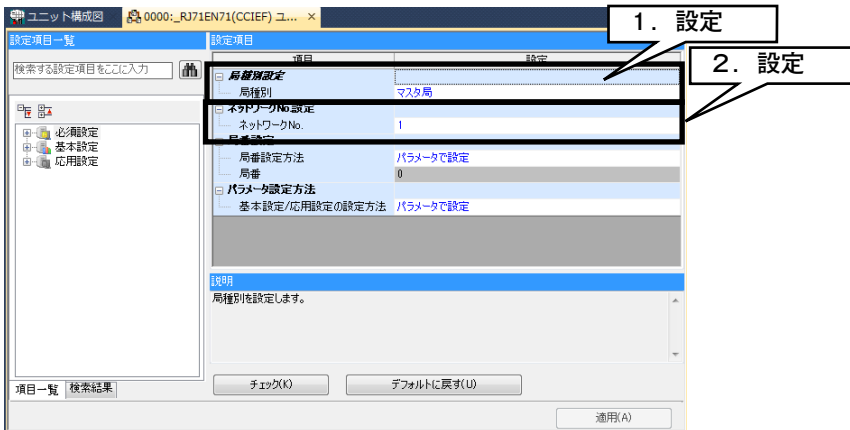 ユニット構成図
0000:_RJ71EN71(CCIEF) ユ...
1．設定
2．設定
設定項目一覧
検索する設定項目をここに入力
必須設定
基本設定
応用設定
項目一覧 検索結果
設定項目
項目 設定
局種別設定
局種別 マスタ局
ネットワークNo.設定
ネットワークNo. 1
局番設定
局番設定方法 パラメータで設定
局番 0
パラメータ設定方法
基本設定/応用設定の設定方法 パラメータで設定
説明
局種別を設定します。
チェック(K) デフォルトに戻す(U)
適用(A)